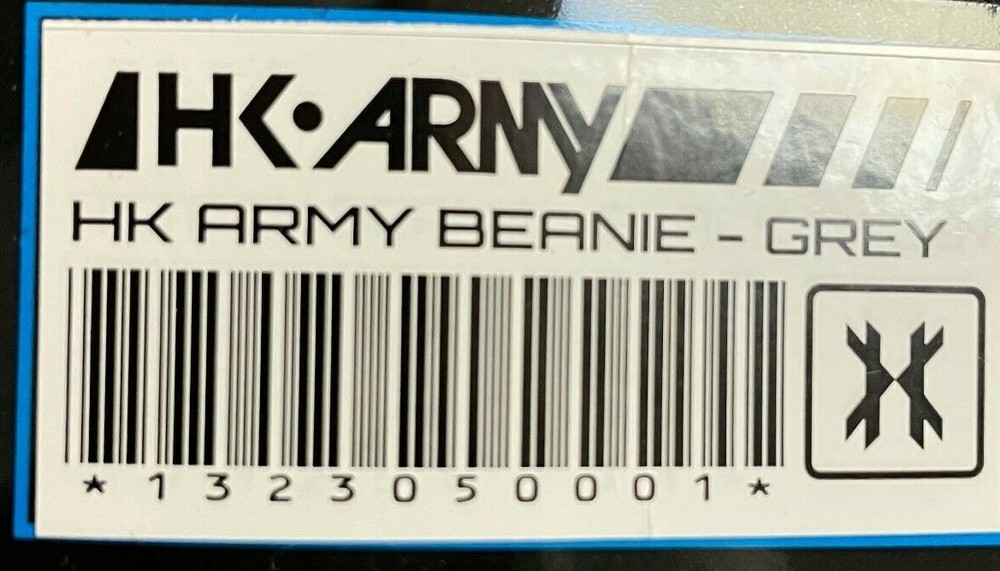 HK•ARMY
HK ARMY BEANIE - GREY
*1323050001*